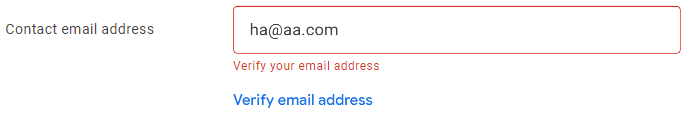 Contact email address
ha@aa.com
Verify your email address
Verify email address